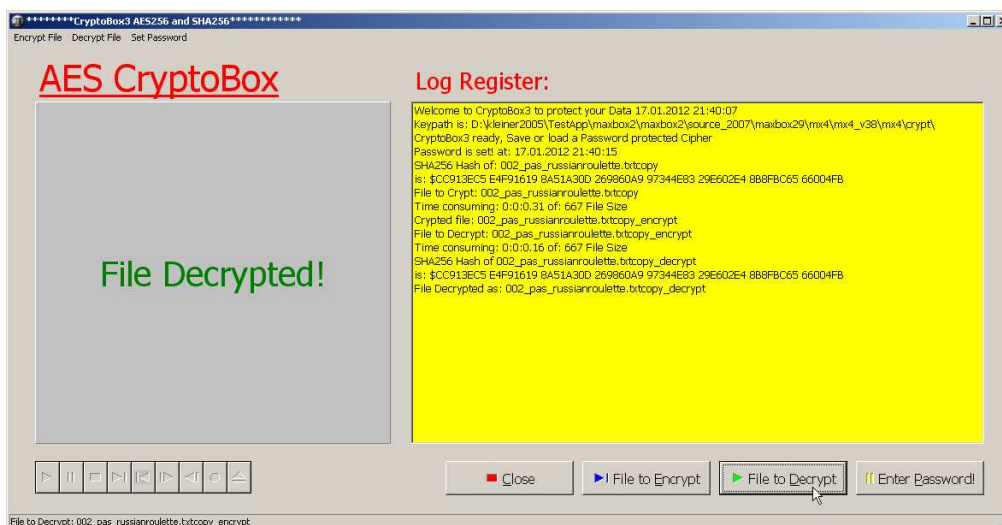 ********CryptoBox3 AES256 and SHA256************
Encrypt File Decrypt File Set Password
AES CryptoBox
Log Register:
Welcome to CryptoBox3 to protect your Data 17.01.2012 21:40:07
Keypath is: D:\kleiner2005\TestApp\maxbox2\maxbox2\source_2007\maxbox29\mx4\mx4_v38\mx4\crypt\
CryptoBox3 ready, Save or load a Password protected Cipher
Password is set! at: 17.01.2012 21:40:15
SHA256 Hash of: 002_pas_russianroulette.txtcopy
is: $CC913EC5 E4F91619 8A51A30D 269860A9 97344E83 29E602E4 8B8FBC65 66004FB
File to Crypt: 002_pas_russianroulette.txtcopy
Time consuming: 0:0:0.31 of: 667 File Size
Crypted file: 002_pas_russianroulette.txtcopy_encrypt
File to Decrypt: 002_pas_russianroulette.txtcopy_encrypt
Time consuming: 0:0:0.16 of: 667 File Size
SHA256 Hash of 002_pas_russianroulette.txtcopy_decrypt
is: $CC913EC5 E4F91619 8A51A30D 269860A9 97344E83 29E602E4 8B8FBC65 66004FB
File Decrypted as: 002_pas_russianroulette.txtcopy_decrypt
File Decrypted!
Close
File to Encrypt
File to Decrypt
Enter Password!
File to Decrypt: 002_pas_russianroulette.txtcopy_encrypt